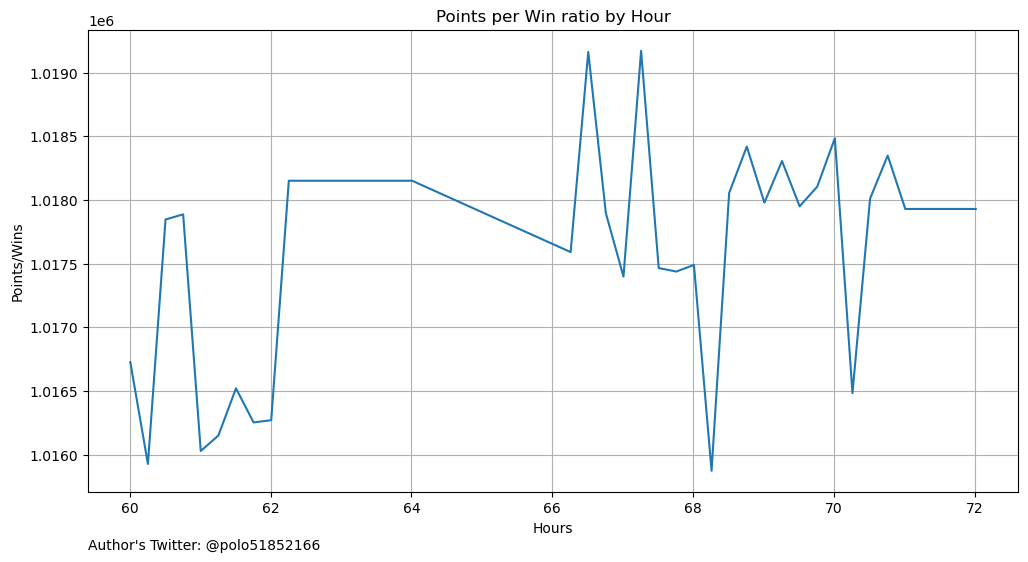 Points per Win ratio by Hour
1e6
1.0190
1.0185
1.0180
1.0175
1.0170
1.0165
1.0160
Points/Wins
60 62 64 66 68 70 72
Hours
Author's Twitter: @polo51852166